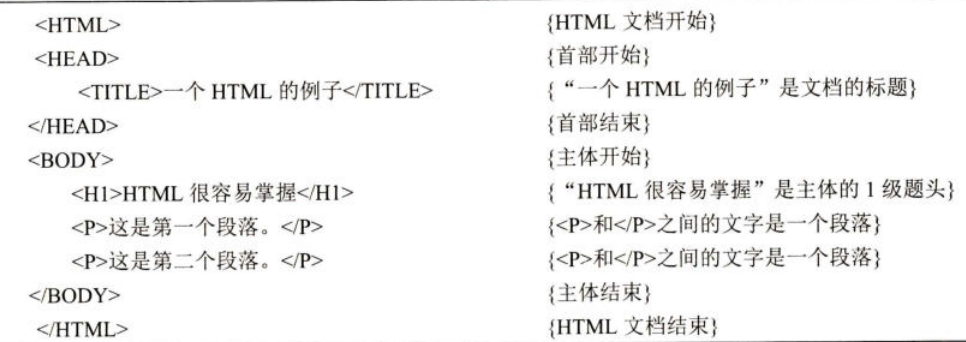 <HTML> {HTML 文档开始}
<HEAD> {首部开始}
<TITLE>一个 HTML 的例子</TITLE> {“一个 HTML 的例子”是文档的标题}
</HEAD> {首部结束}
<BODY> {主体开始}
<H1>HTML 很容易掌握</H1> {“HTML 很容易掌握”是主体的 1 级题头}
<P>这是第一个段落。</P> {<P>和</P>之间的文字是一个段落}
<P>这是第二个段落。</P> {<P>和</P>之间的文字是一个段落}
</BODY> {主体结束}
</HTML> {HTML 文档结束}